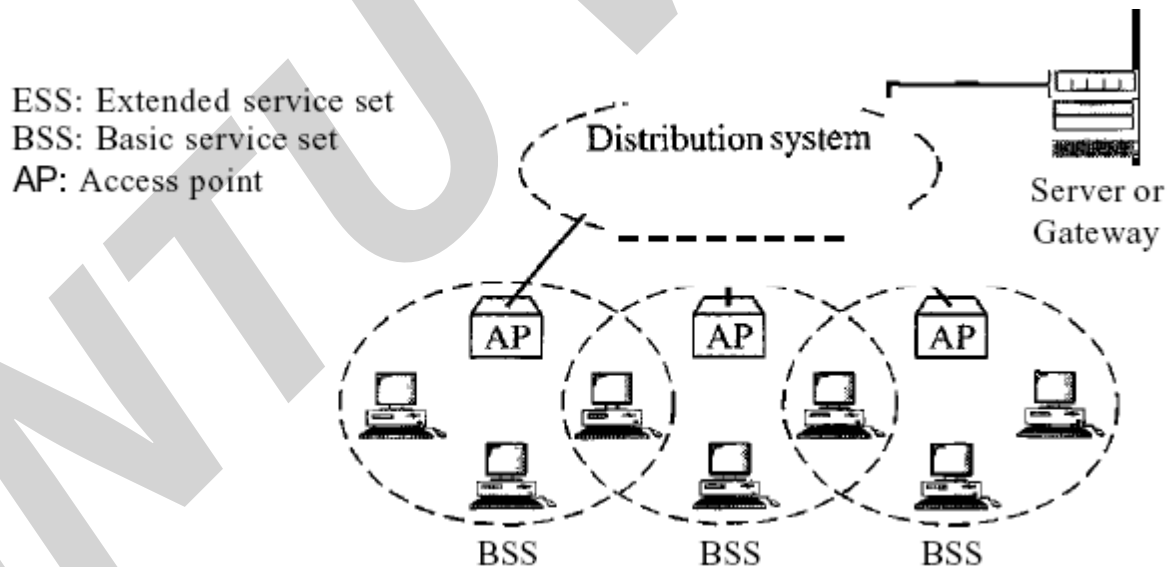 ESS: Extended service set
BSS: Basic service set
AP: Access point
Distribution system
Server or
Gateway
AP AP AP
BSS BSS BSS
NTU